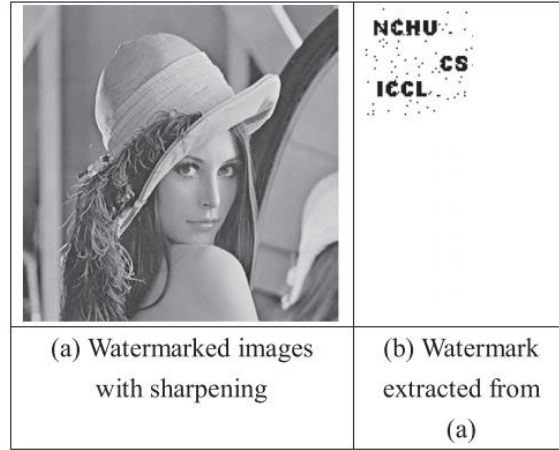 NCHU
CS
ICCL
(a) Watermarked images
with sharpening
(b) Watermark
extracted from
(a)